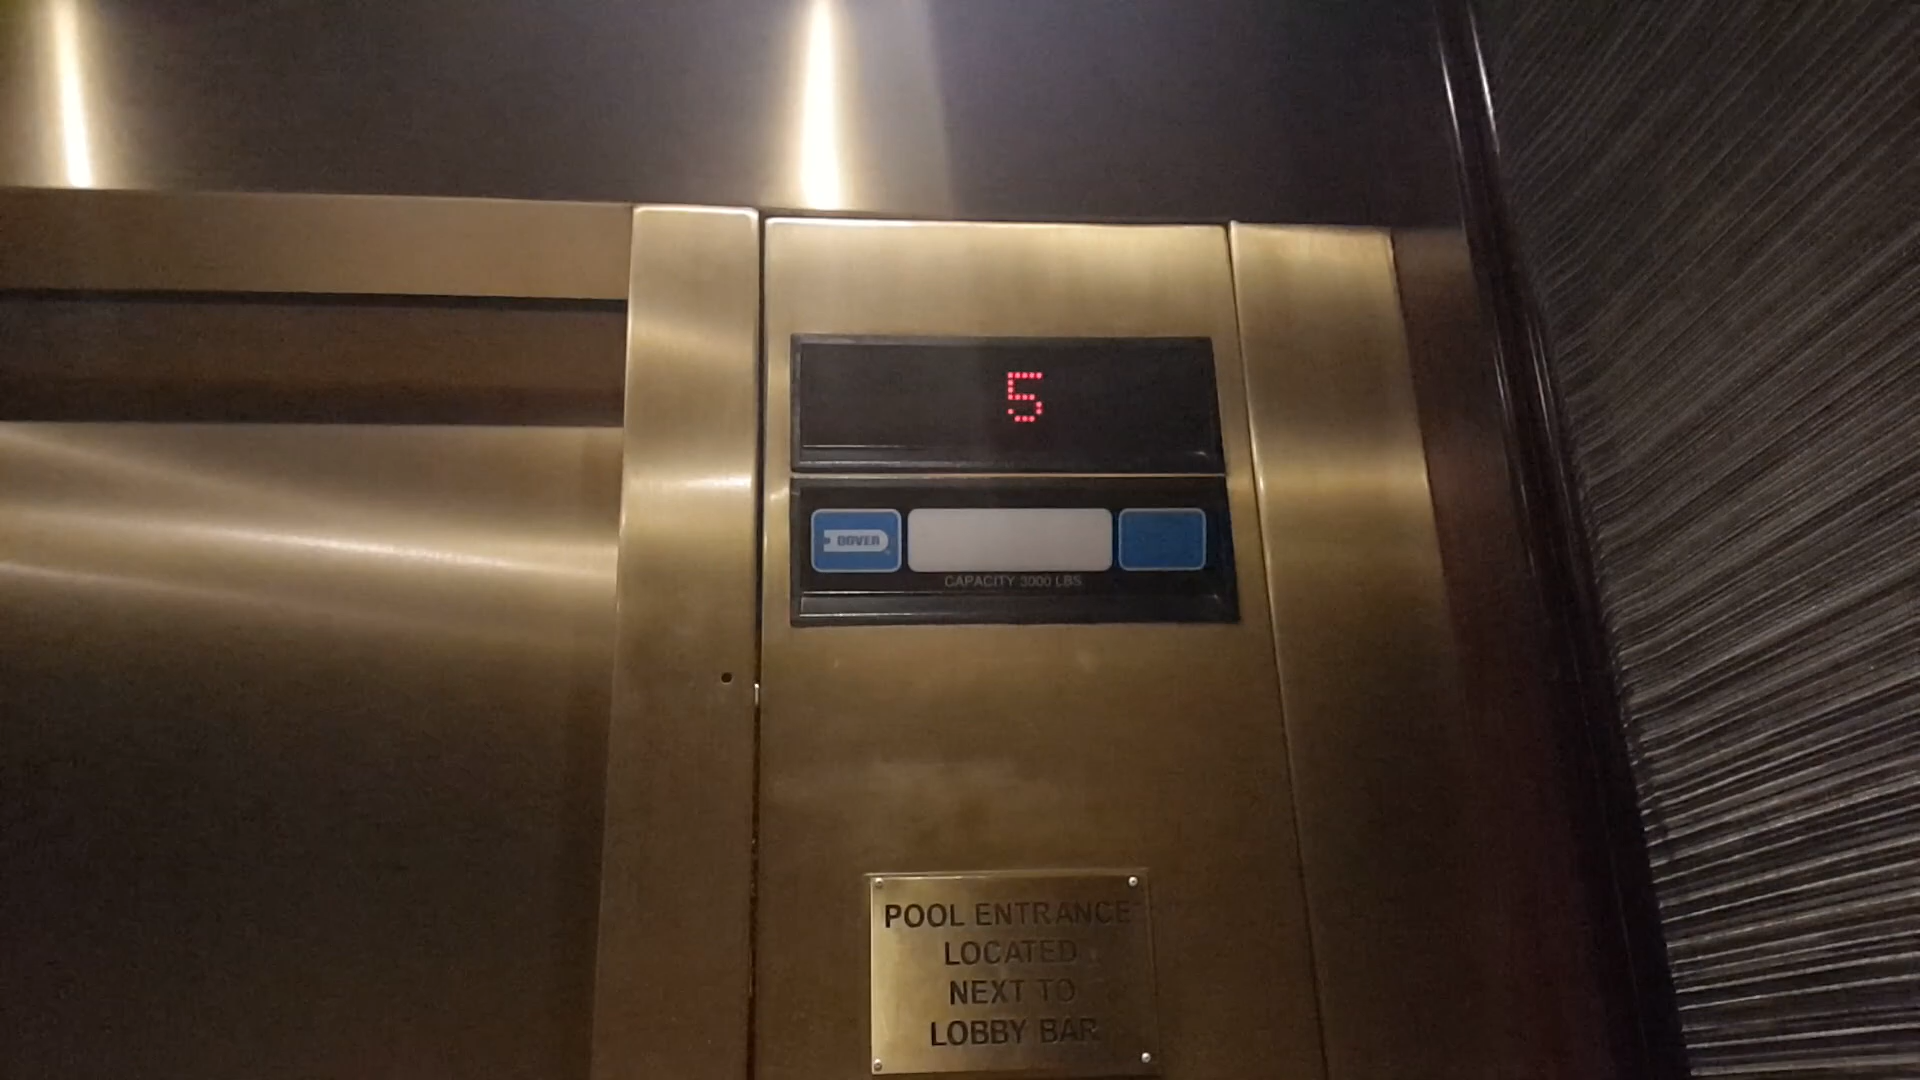 5
DOVER
CAPACITY 3000 LBS
POOL ENTRANCE
LOCATED
NEXT TO
LOBBY BAR